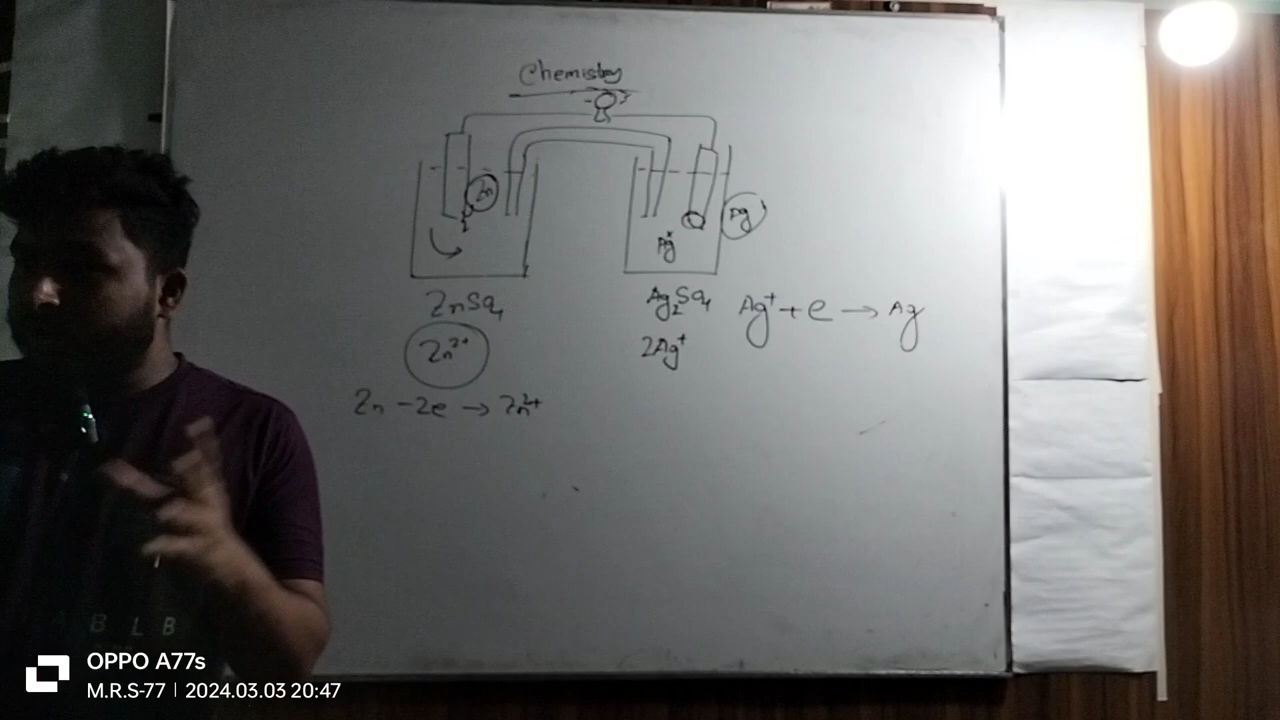 Chemistry
Zn
Ag
Ag⁺
ZnSO₄
Ag₂SO₄
Ag⁺ + e → Ag
Zn²⁺
2Ag⁺
Zn - 2e → Zn²⁺
A B L B
OPPO A77s
M.R.S-77 | 2024.03.03 20:47